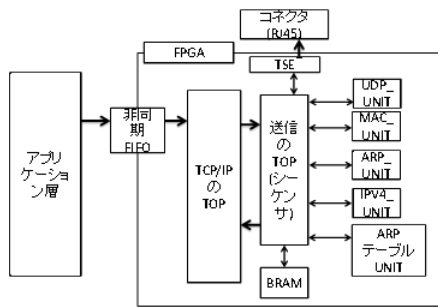 コネクタ
(RJ45)
FPGA
TSE
アプリ
ケーショ
ン層
非同
期
FIFO
TCP/IP
の
TOP
送信
の
TOP
(シー
ケン
サ)
UDP_
UNIT
MAC_
UNIT
ARP_
UNIT
IPV4_
UNIT
ARP
テーブル
UNIT
BRAM